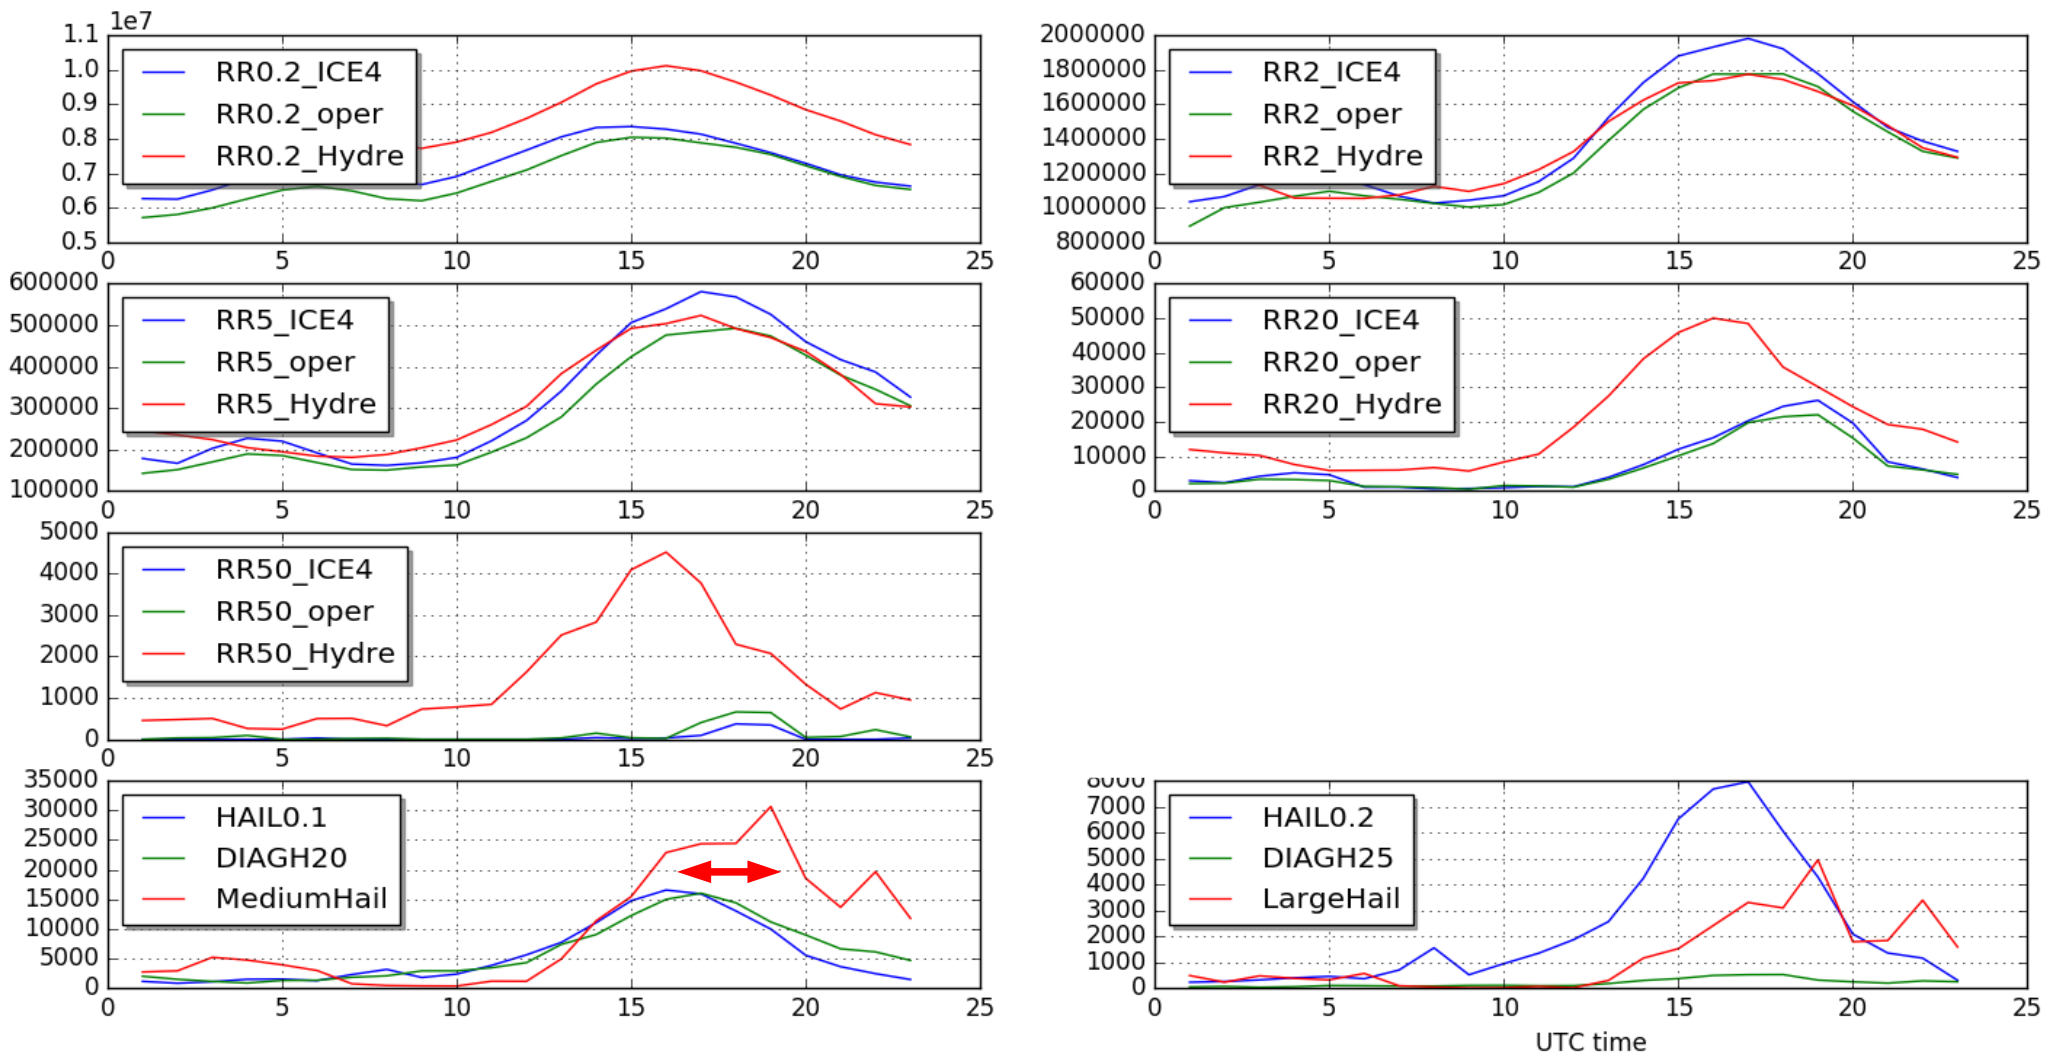 1e7
1.1
1.0
0.9
0.8
0.7
0.6
0.5
RR0.2_ICE4
RR0.2_oper
RR0.2_Hydre
0 5 10 15 20 25
2000000
1800000
1600000
1400000
1200000
1000000
800000
RR2_ICE4
RR2_oper
RR2_Hydre
0 5 10 15 20 25
600000
500000
400000
300000
200000
100000
RR5_ICE4
RR5_oper
RR5_Hydre
0 5 10 15 20 25
60000
50000
40000
30000
20000
10000
0
RR20_ICE4
RR20_oper
RR20_Hydre
0 5 10 15 20 25
5000
4000
3000
2000
1000
0
RR50_ICE4
RR50_oper
RR50_Hydre
0 5 10 15 20 25
35000
30000
25000
20000
15000
10000
5000
0
HAIL0.1
DIAGH20
MediumHail
0 5 10 15 20 25
8000
7000
6000
5000
4000
3000
2000
1000
0
HAIL0.2
DIAGH25
LargeHail
0 5 10 15 20 25
UTC time